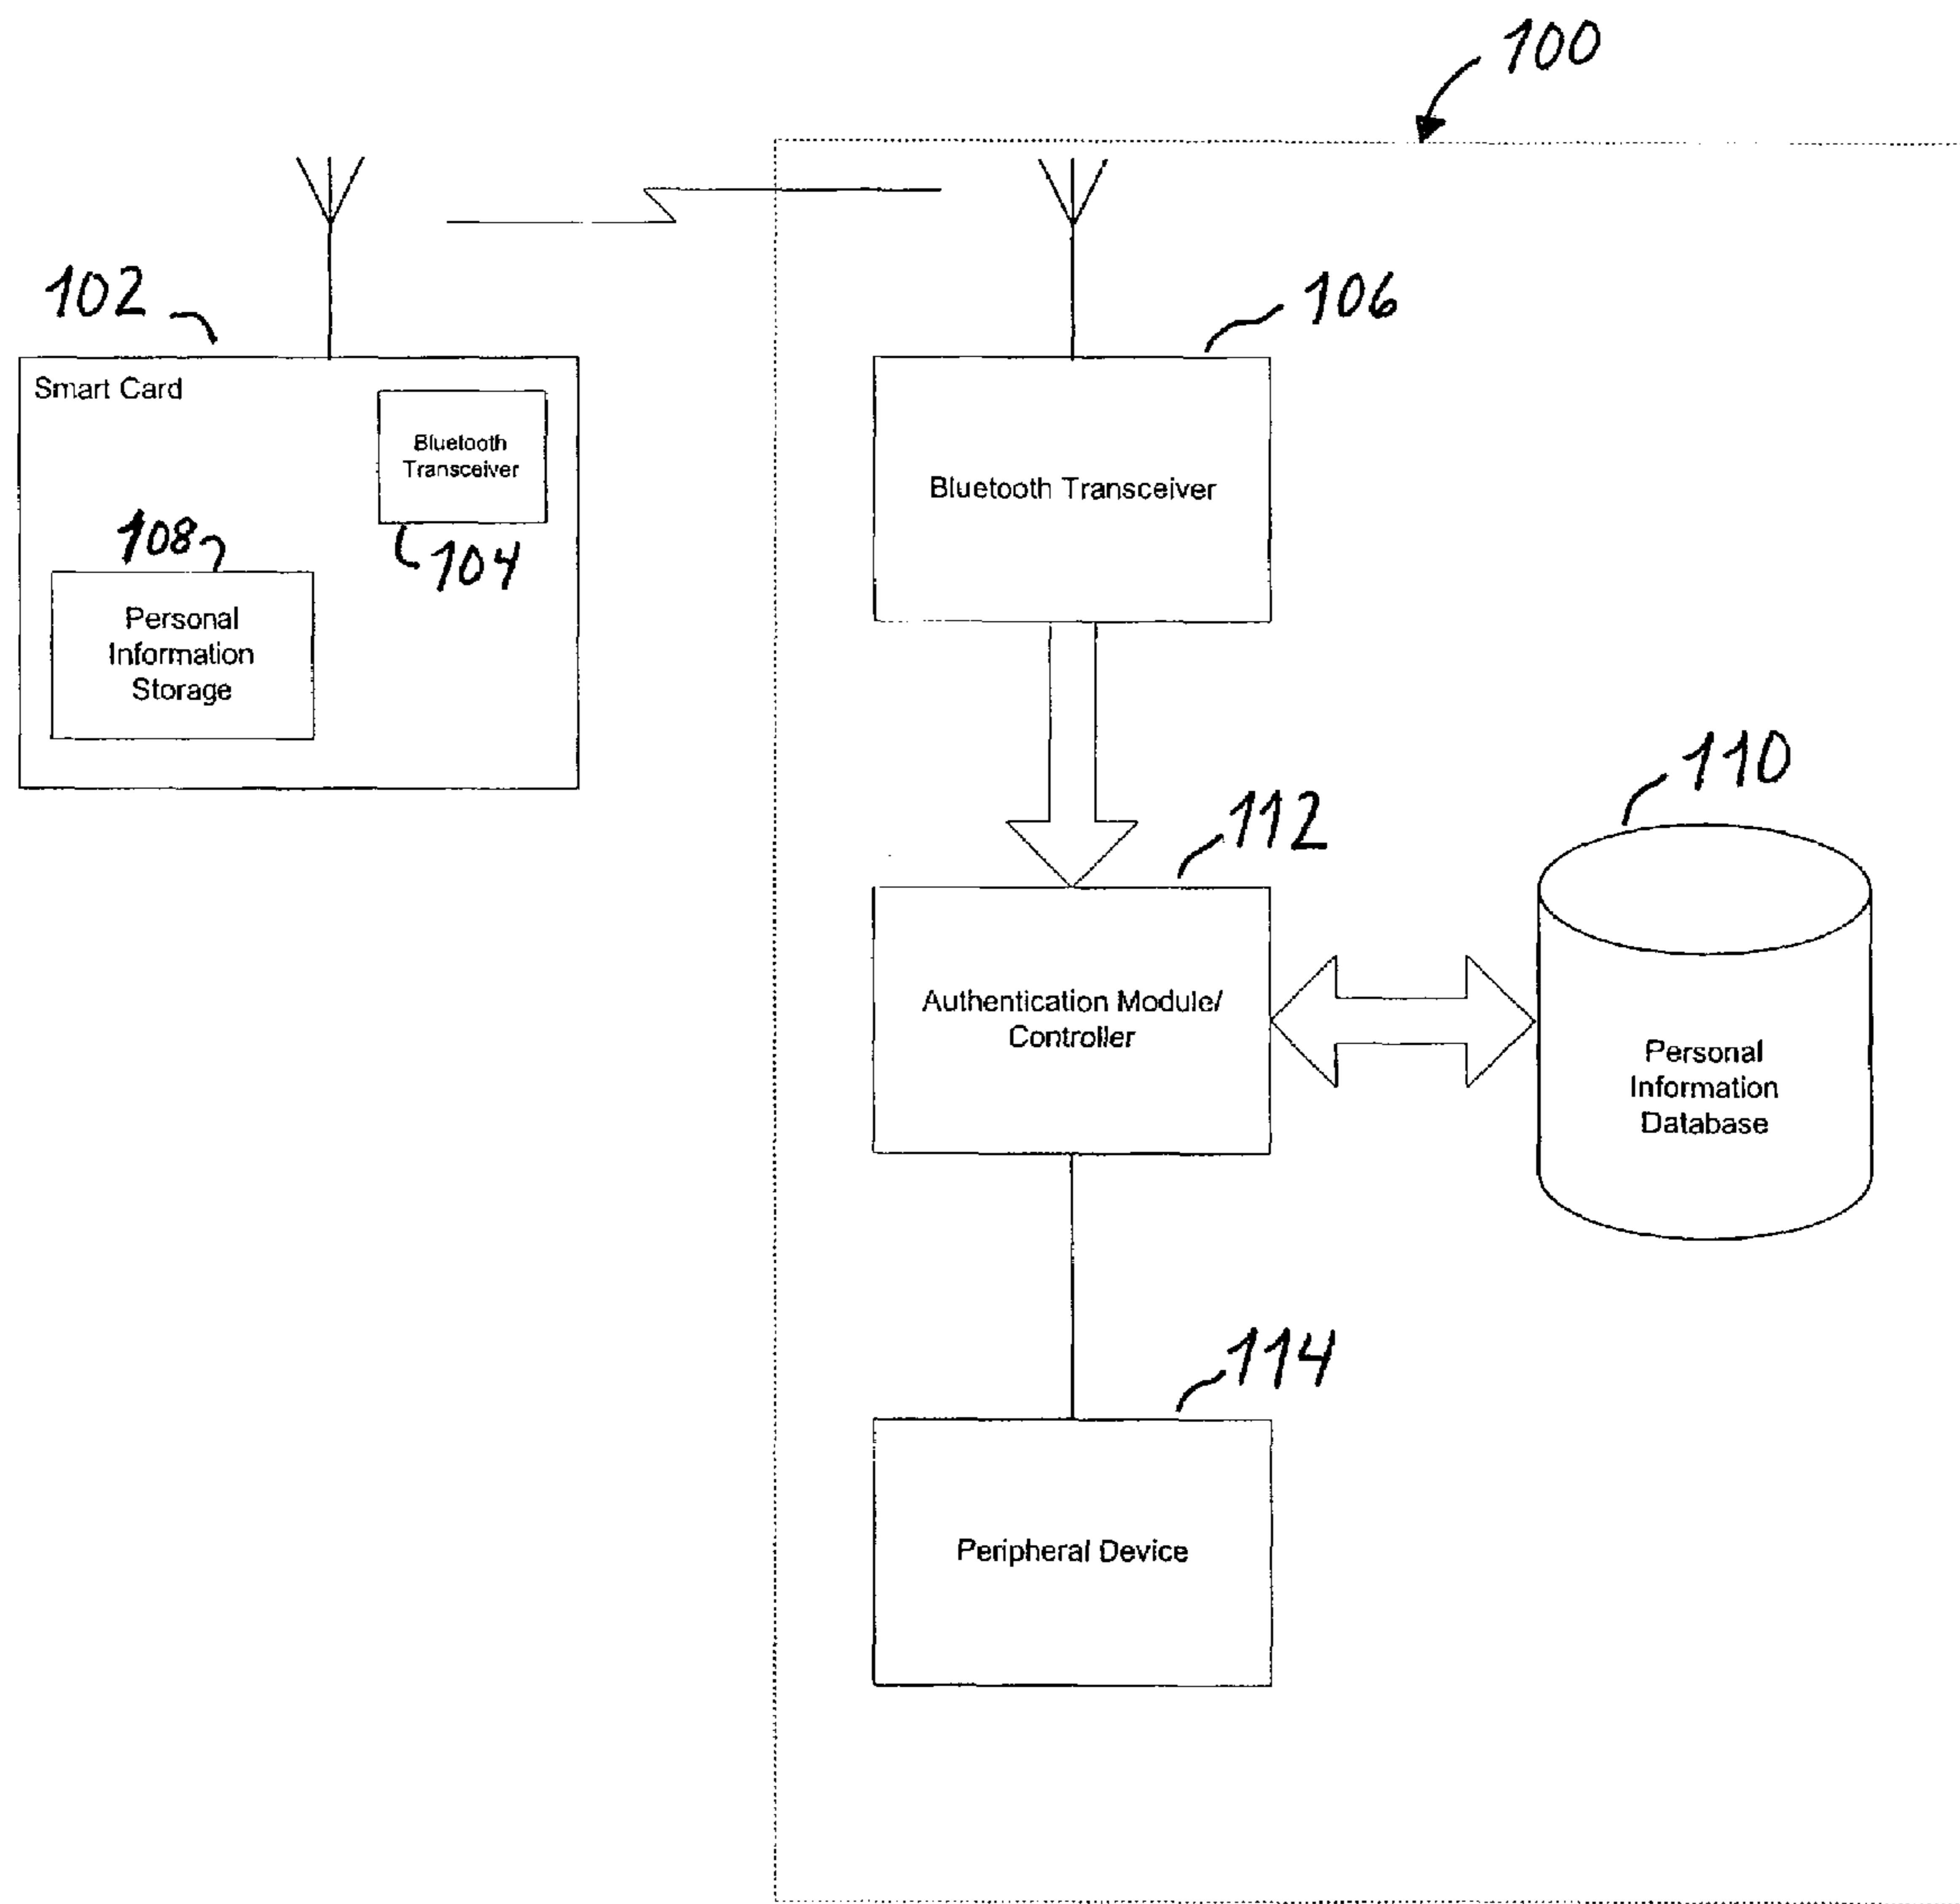 100
102
106
Smart Card
Bluetooth
Transceiver
104
108
Personal
Information
Storage
Bluetooth Transceiver
110
112
Authentication Module/
Controller
Personal
Information
Database
114
Peripheral Device